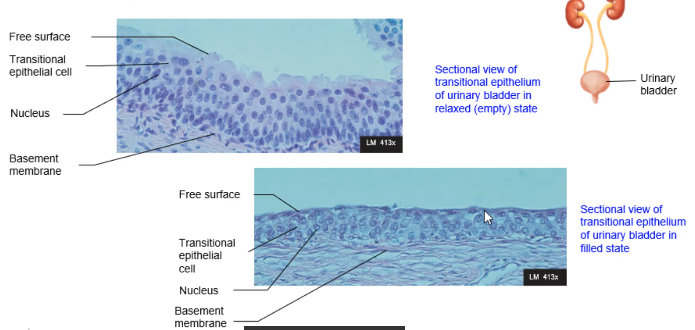 Free surface
Transitional
epithelial cell
Nucleus
Basement
membrane
LM 413x
Sectional view of
transitional epithelium
of urinary bladder in
relaxed (empty) state
Urinary
bladder
Free surface
Transitional
epithelial
cell
Nucleus
Basement
membrane
LM 413x
Sectional view of
transitional epithelium
of urinary bladder in
filled state